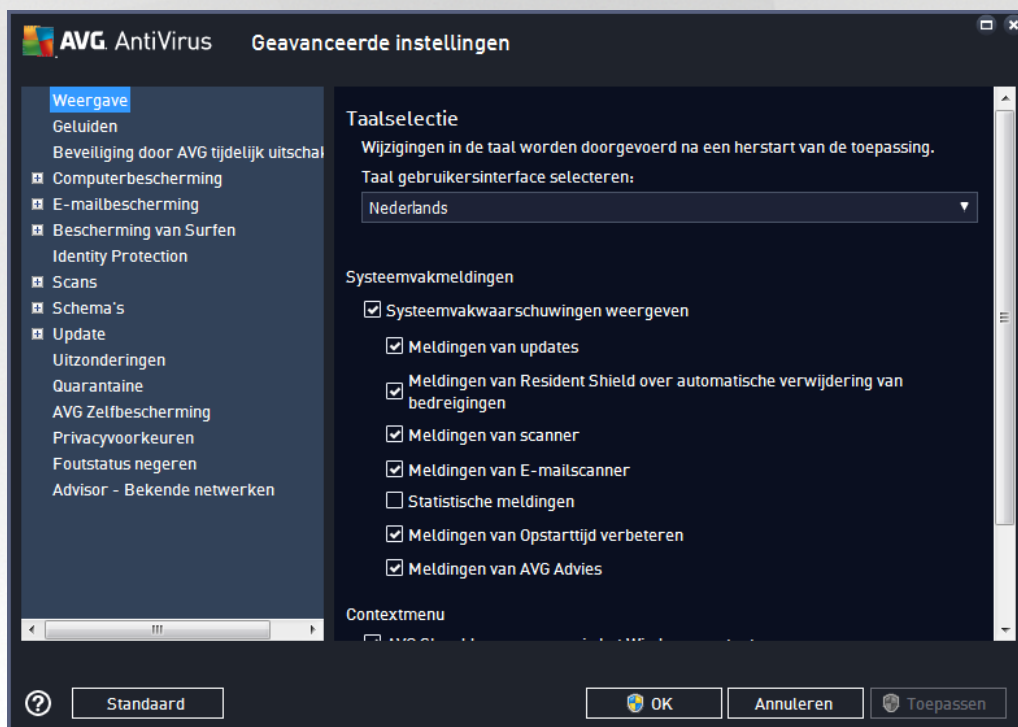 AVG. AntiVirus Geavanceerde instellingen
Weergave
Geluiden
Beveiliging door AVG tijdelijk uitschak
Computerbescherming
E-mailbescherming
Bescherming van Surfen
Identity Protection
Scans
Schema's
Update
Uitzonderingen
Quarantaine
AVG Zelfbescherming
Privacyvoorkeuren
Foutstatus negeren
Advisor - Bekende netwerken
Taalselectie
Wijzigingen in de taal worden doorgevoerd na een herstart van de toepassing.
Taal gebruikersinterface selecteren:
Nederlands
Systeemvakmeldingen
Systeemvakwaarschuwingen weergeven
Meldingen van updates
Meldingen van Resident Shield over automatische verwijdering van
bedreigingen
Meldingen van scanner
Meldingen van E-mailscanner
Statistische meldingen
Meldingen van Opstarttijd verbeteren
Meldingen van AVG Advies
Contextmenu
Standaard
OK
Annuleren
Toepassen